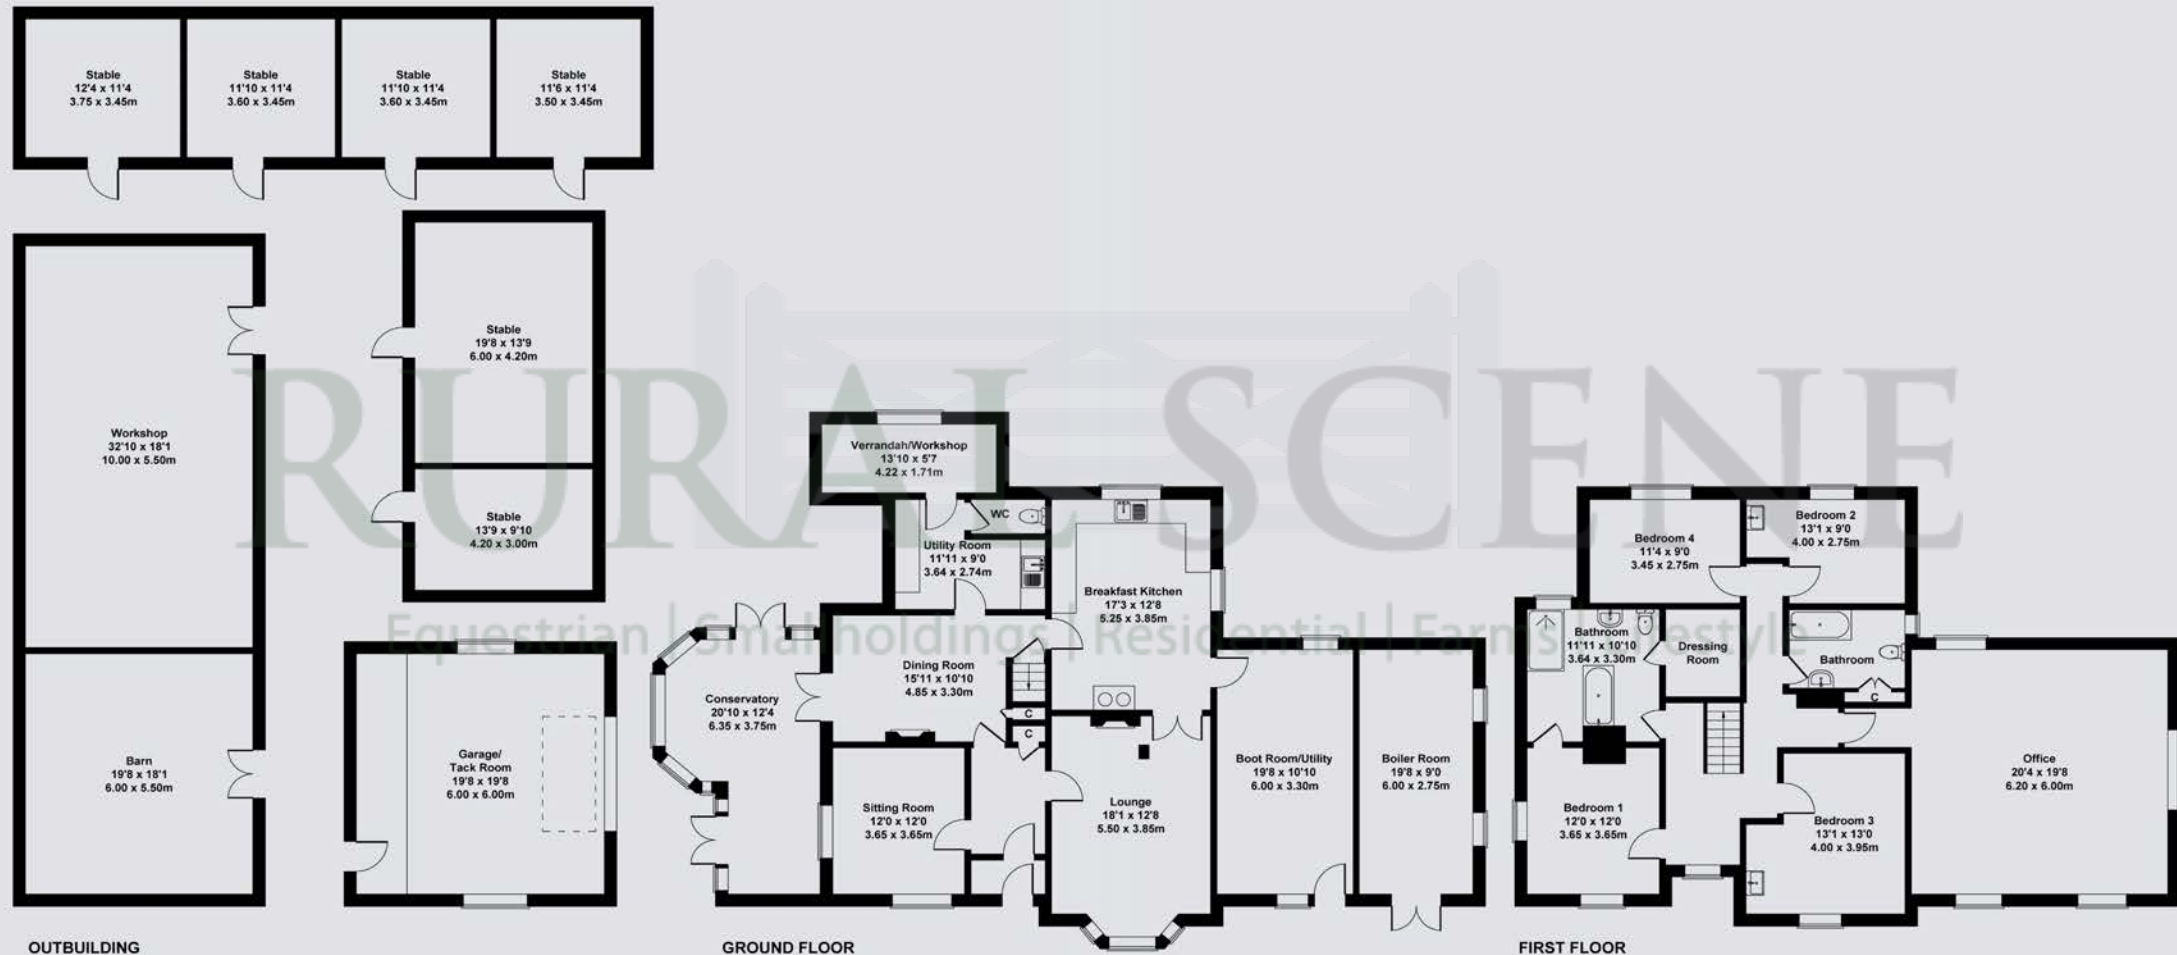 Stable
12'4 x 11'4
3.75 x 3.45m
Stable
11'10 x 11'4
3.60 x 3.45m
Stable
11'10 x 11'4
3.60 x 3.45m
Stable
11'6 x 11'4
3.50 x 3.45m
Stable
19'8 x 13'9
6.00 x 4.20m
Workshop
32'10 x 18'1
10.00 x 5.50m
Stable
13'9 x 9'10
4.20 x 3.00m
Barn
19'8 x 18'1
6.00 x 5.50m
Garage/
Tack Room
19'8 x 19'8
6.00 x 6.00m
OUTBUILDING
RURAL SCENE
Equestrian | Smallholdings | Residential | Farms | Lifestyle
Verrandah/Workshop
13'10 x 5'7
4.22 x 1.71m
WC
Utility Room
11'11 x 9'0
3.64 x 2.74m
Breakfast Kitchen
17'3 x 12'8
5.25 x 3.85m
Dining Room
15'11 x 10'10
4.85 x 3.30m
Conservatory
20'10 x 12'4
6.35 x 3.75m
C
C
Sitting Room
12'0 x 12'0
3.65 x 3.65m
Lounge
18'1 x 12'8
5.50 x 3.85m
Boot Room/Utility
19'8 x 10'10
6.00 x 3.30m
Boiler Room
19'8 x 9'0
6.00 x 2.75m
GROUND FLOOR
Bedroom 4
11'4 x 9'0
3.45 x 2.75m
Bedroom 2
13'1 x 9'0
4.00 x 2.75m
Bathroom
11'11 x 10'10
3.64 x 3.30m
Dressing
Room
Bathroom
C
Office
20'4 x 19'8
6.20 x 6.00m
Bedroom 1
12'0 x 12'0
3.65 x 3.65m
Bedroom 3
13'1 x 13'0
4.00 x 3.95m
FIRST FLOOR